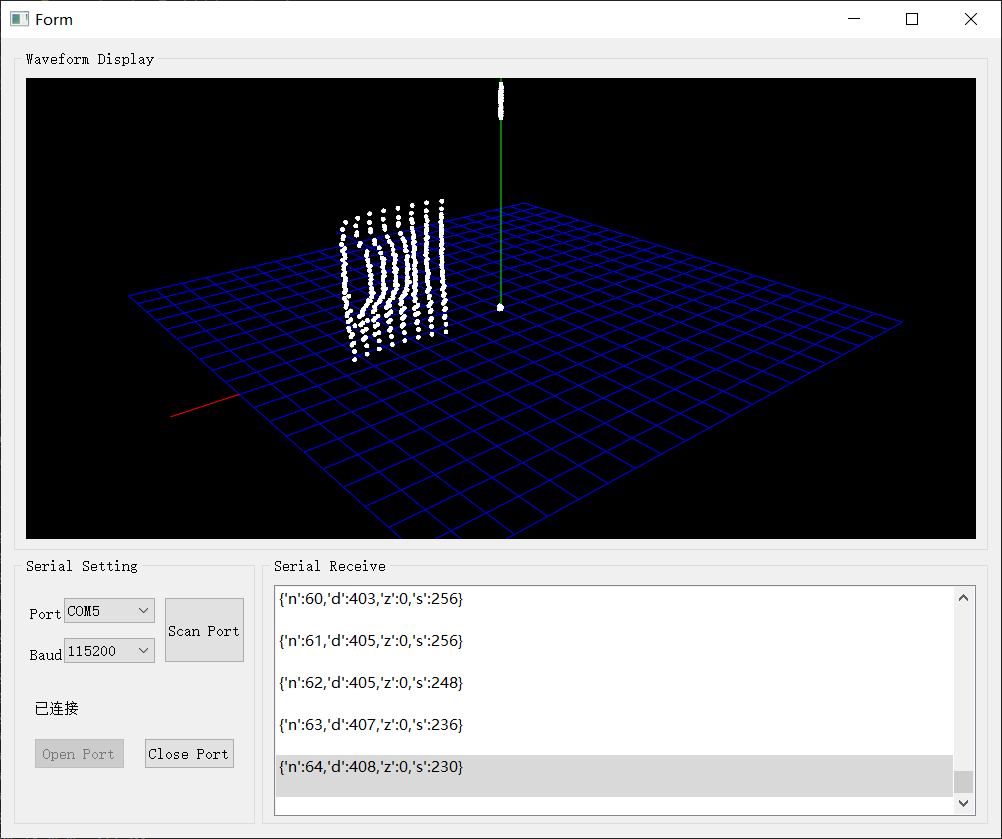 Form
Waveform Display
Serial Setting
Port COM5
Scan Port
Baud 115200
已连接
Open Port
Close Port
Serial Receive
{'n':60,'d':403,'z':0,'s':256}
{'n':61,'d':405,'z':0,'s':256}
{'n':62,'d':405,'z':0,'s':248}
{'n':63,'d':407,'z':0,'s':236}
{'n':64,'d':408,'z':0,'s':230}